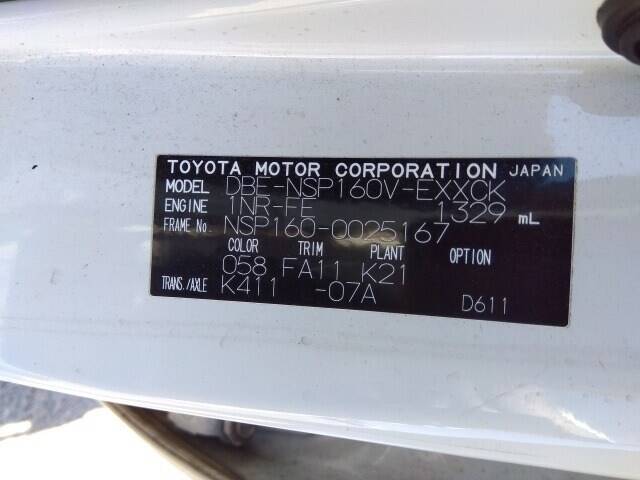 TOYOTA MOTOR CORPORATION JAPAN
MODEL DBE-NSP160V-EXXCK
ENGINE 1NR-FE 1329 mL
FRAME No. NSP160-0025167
COLOR TRIM PLANT OPTION
058 FA11 K21
TRANS./AXLE K411 -07A D611